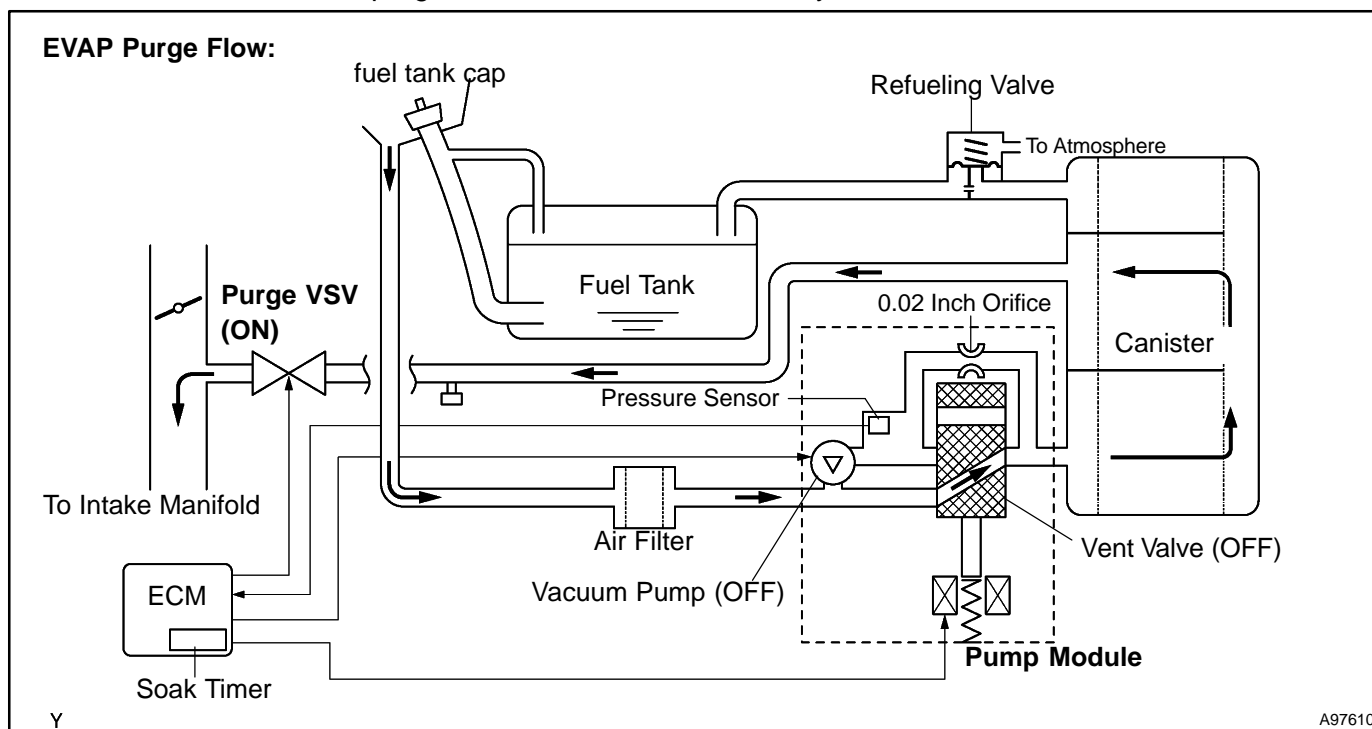 EVAP Purge Flow:
fuel tank cap
Refueling Valve
To Atmosphere
Purge VSV
(ON)
Fuel Tank
0.02 Inch Orifice
Canister
Pressure Sensor
To Intake Manifold
Air Filter
Vent Valve (OFF)
Vacuum Pump (OFF)
ECM
Pump Module
Soak Timer
Y
A97610